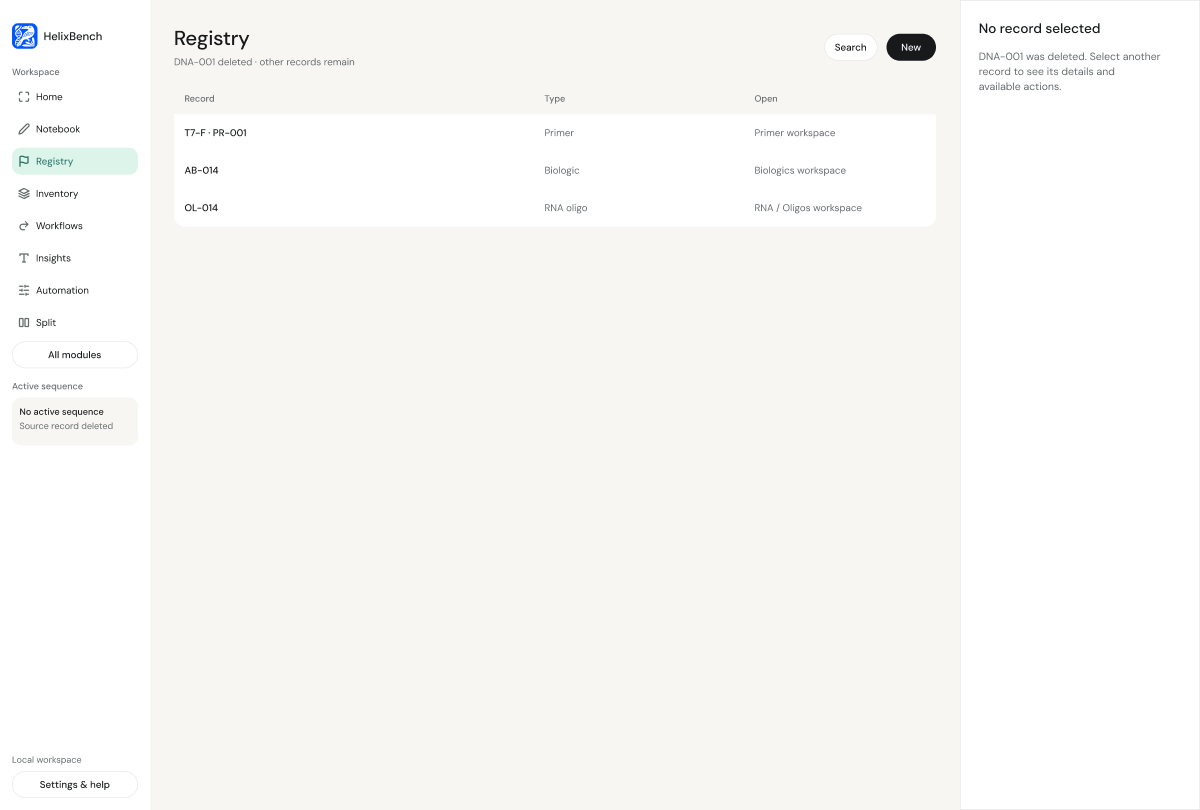 HelixBench
Workspace
Home
Notebook
Registry
Inventory
Workflows
Insights
Automation
Split
All modules
Active sequence
No active sequence
Source record deleted
Local workspace
Settings & help
Registry
DNA-001 deleted · other records remain
Search
New
Record Type Open
T7-F · PR-001 Primer Primer workspace
AB-014 Biologic Biologics workspace
OL-014 RNA oligo RNA / Oligos workspace
No record selected
DNA-001 was deleted. Select another
record to see its details and
available actions.